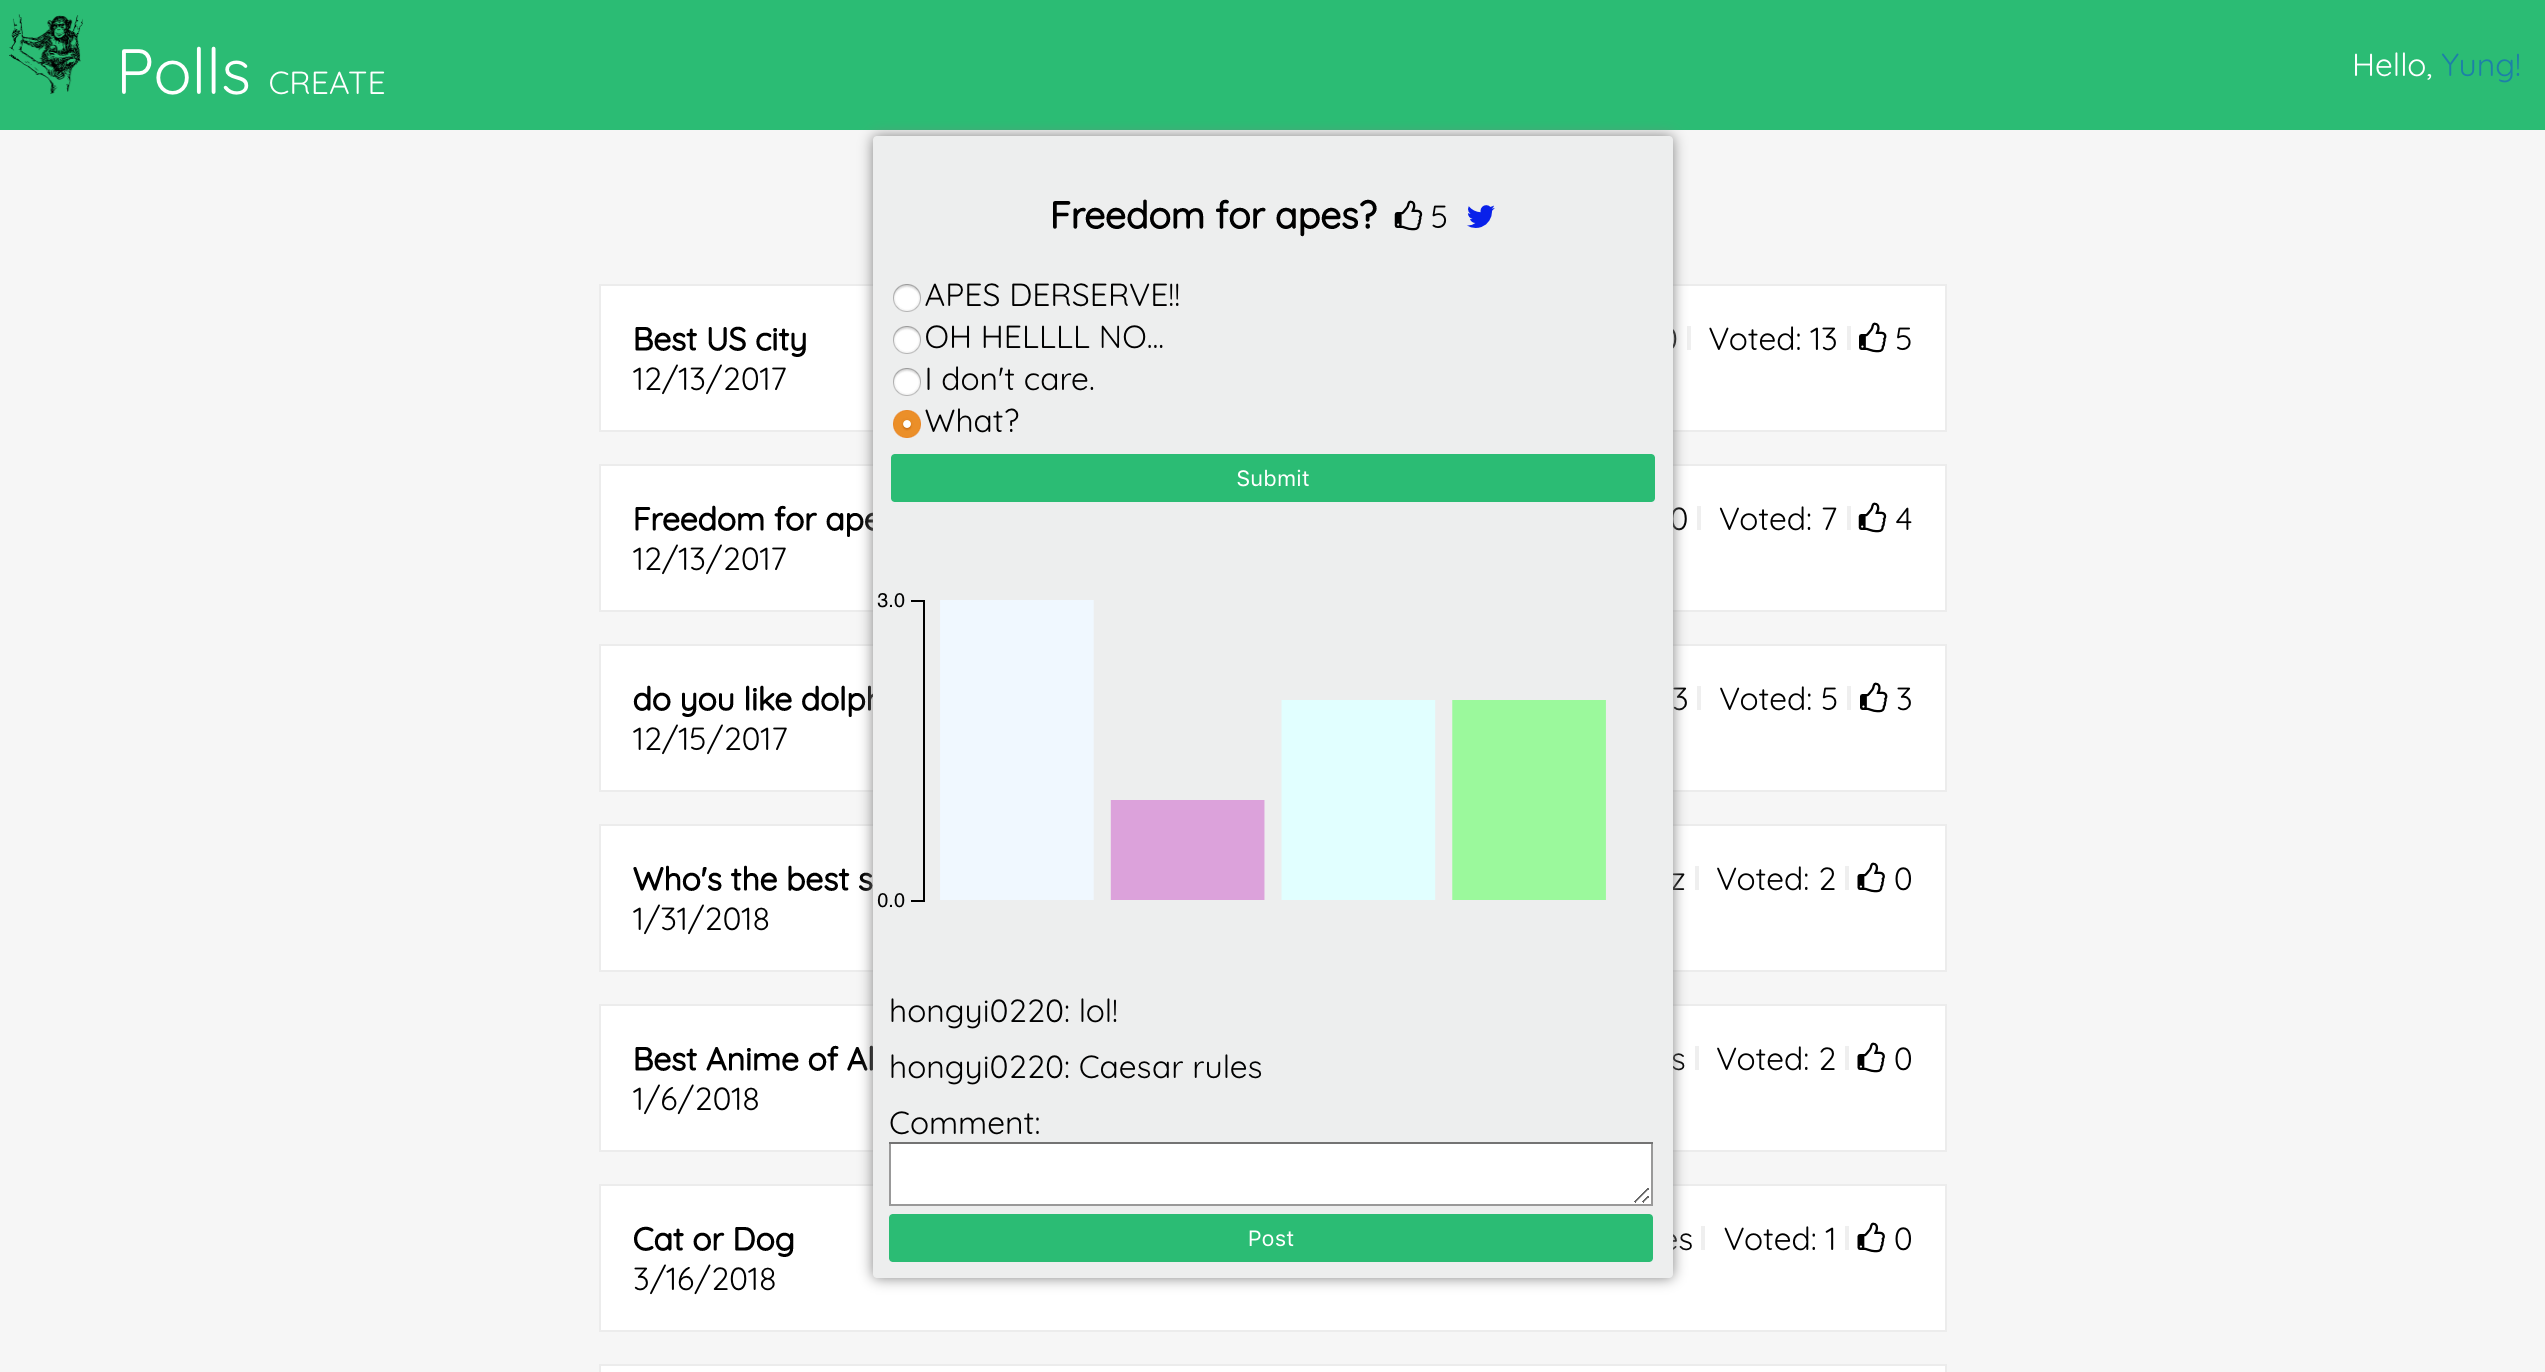 Polls CREATE
Hello, Yung!
Freedom for apes? 5
APES DERSERVE!!
OH HELLLL NO...
I don't care.
What?
Submit
3.0
0.0
hongyi0220: lol!
hongyi0220: Caesar rules
Comment:
Post
Best US city
12/13/2017
Voted: 13 5
Freedom for ape
12/13/2017
0 Voted: 7 4
do you like dolph
12/15/2017
3 Voted: 5 3
Who's the best s
1/31/2018
z Voted: 2 0
Best Anime of Al
1/6/2018
s Voted: 2 0
Cat or Dog
3/16/2018
es Voted: 1 0